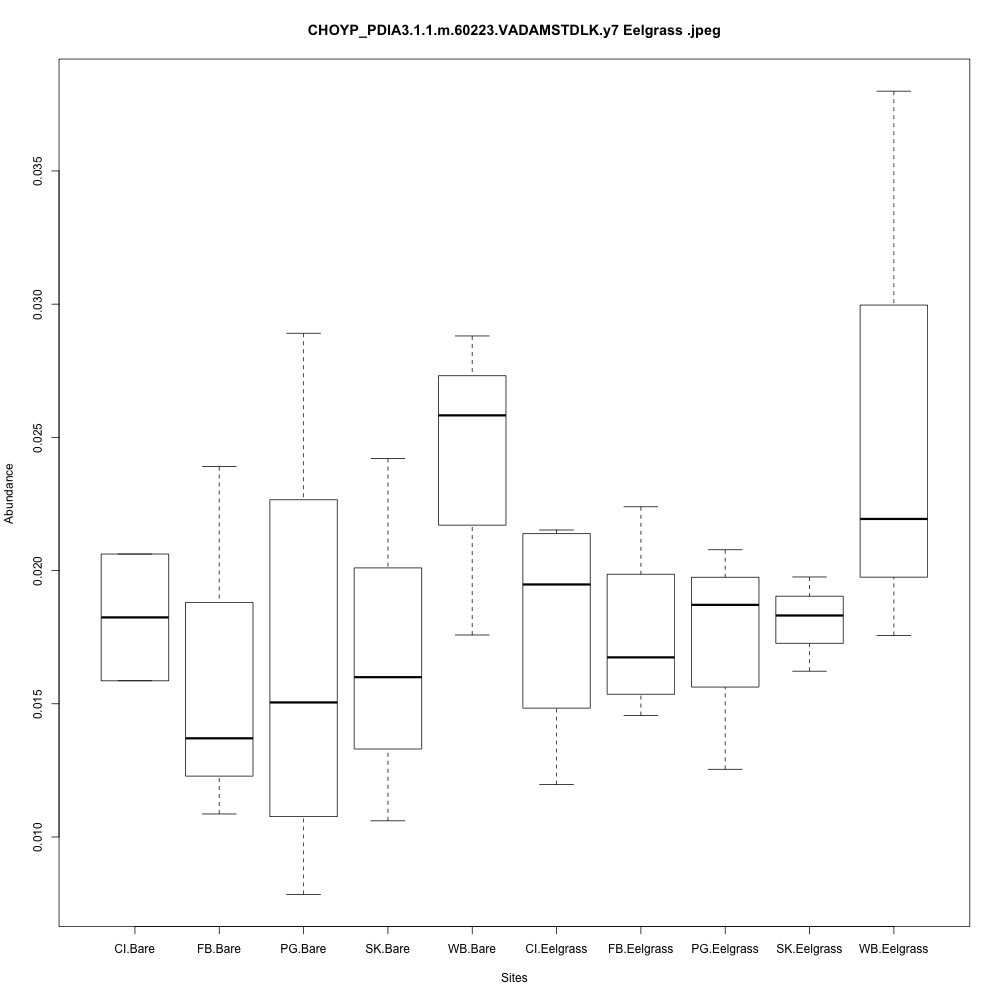 CHOYP_PDIA3.1.1.m.60223.VADAMSTDLK.y7 Eelgrass .jpeg
Abundance
0.035
0.030
0.025
0.020
0.015
0.010
CI.Bare FB.Bare PG.Bare SK.Bare WB.Bare CI.Eelgrass FB.Eelgrass PG.Eelgrass SK.Eelgrass WB.Eelgrass
Sites